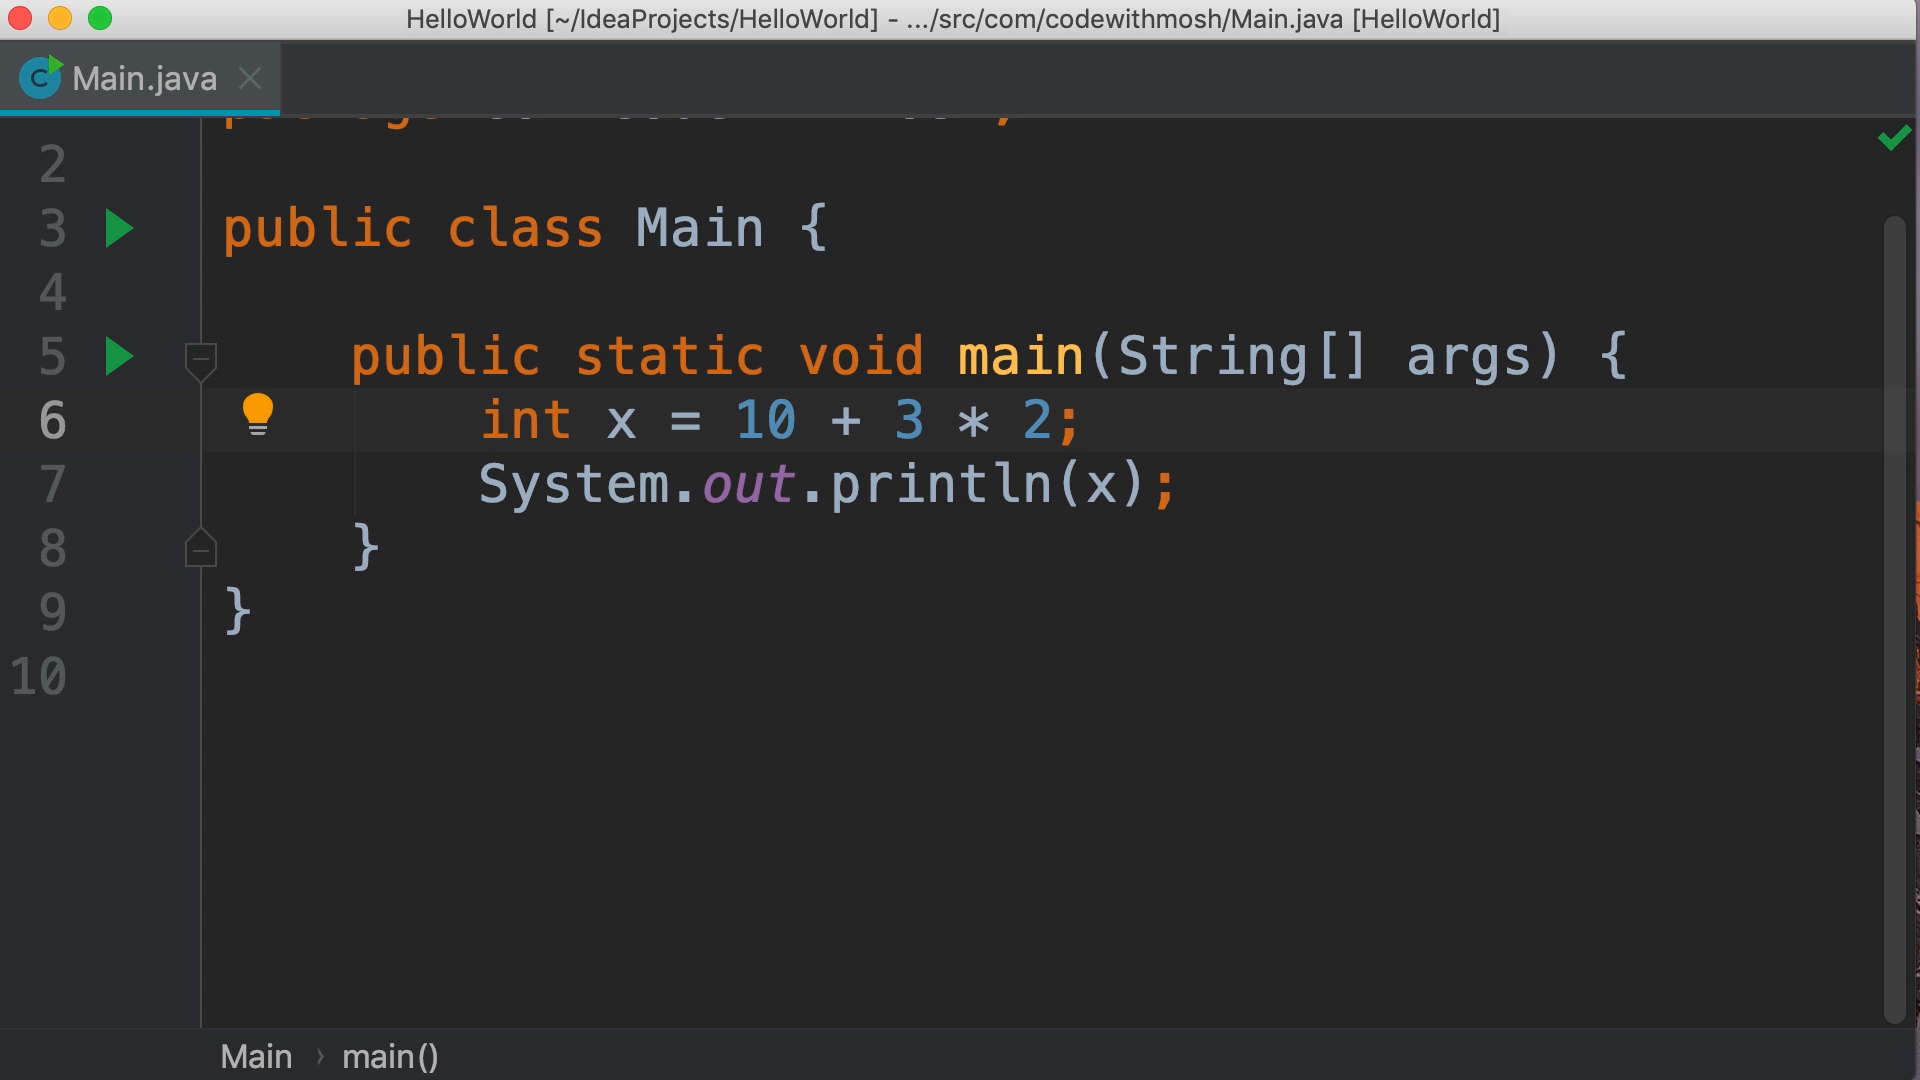 HelloWorld [~/IdeaProjects/HelloWorld] - .../src/com/codewithmosh/Main.java [HelloWorld]
Main.java
2
3 public class Main {
4
5 public static void main(String[] args) {
6 int x = 10 + 3 * 2;
7 System.out.println(x);
8 }
9 }
10
Main › main()